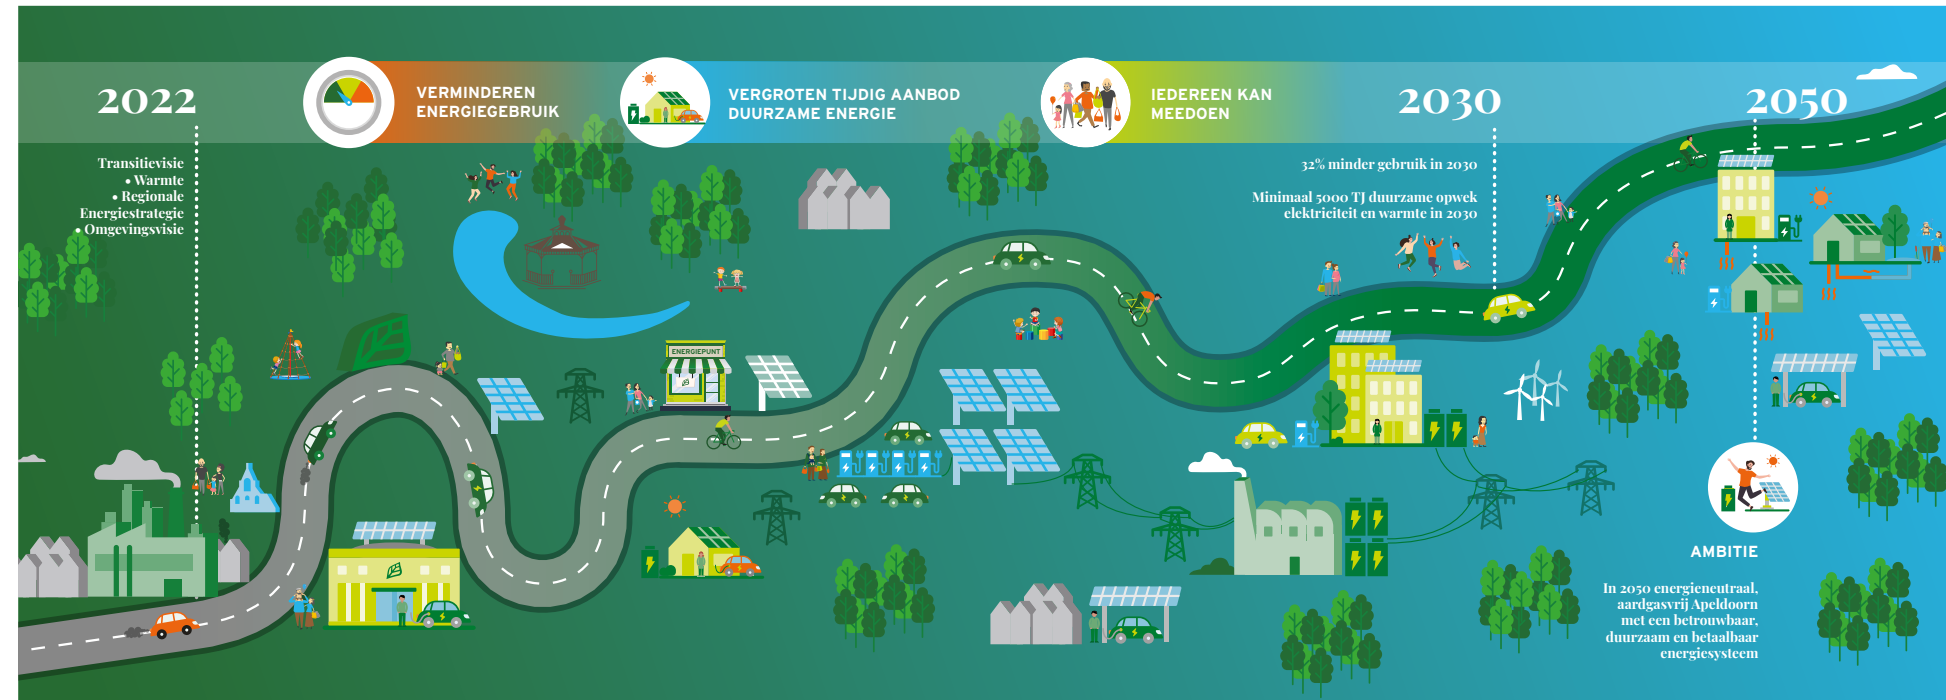 2022
Transitievisie
• Warmte
• Regionale
Energiestrategie
• Omgevingsvisie
VERMINDEREN
ENERGIEGEBRUIK
VERGROTEN TIJDIG AANBOD
DUURZAME ENERGIE
IEDEREEN KAN
MEEDOEN
2030
32% minder gebruik in 2030
Minimaal 5000 TJ duurzame opwek
elektriciteit en warmte in 2030
2050
ENERGIEPUNT
AMBITIE
In 2050 energieneutraal,
aardgasvrij Apeldoorn
met een betrouwbaar,
duurzaam en betaalbaar
energiesysteem